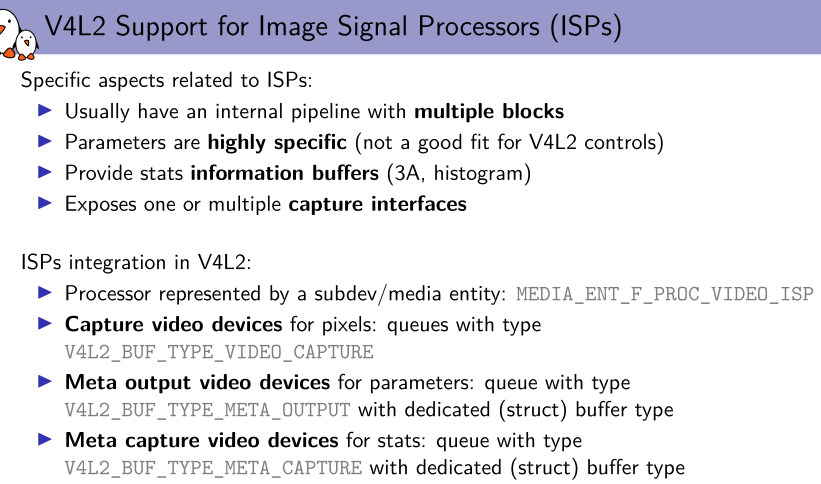 V4L2 Support for Image Signal Processors (ISPs)
Specific aspects related to ISPs:
Usually have an internal pipeline with multiple blocks
Parameters are highly specific (not a good fit for V4L2 controls)
Provide stats information buffers (3A, histogram)
Exposes one or multiple capture interfaces
ISPs integration in V4L2:
Processor represented by a subdev/media entity: MEDIA_ENT_F_PROC_VIDEO_ISP
Capture video devices for pixels: queues with type
V4L2_BUF_TYPE_VIDEO_CAPTURE
Meta output video devices for parameters: queue with type
V4L2_BUF_TYPE_META_OUTPUT with dedicated (struct) buffer type
Meta capture video devices for stats: queue with type
V4L2_BUF_TYPE_META_CAPTURE with dedicated (struct) buffer type